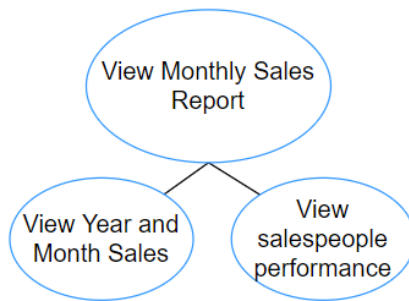 View Monthly Sales
Report
View Year and
Month Sales
View
salespeople
performance